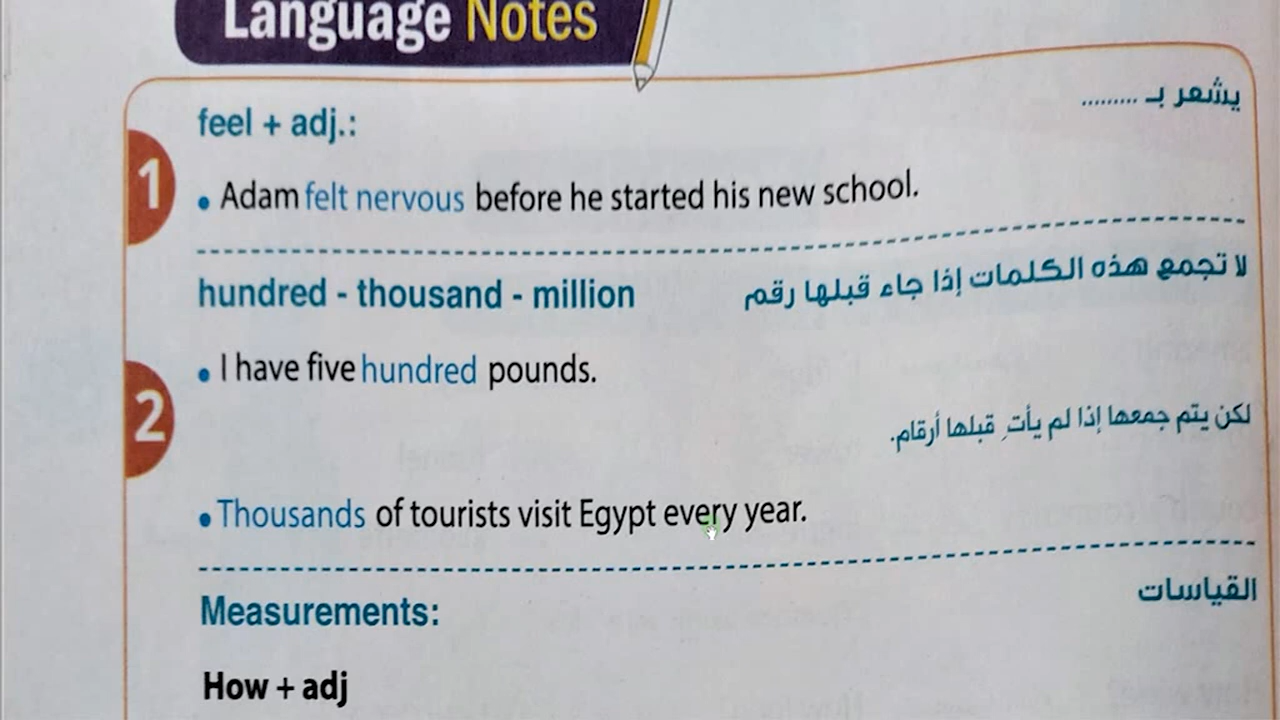 Language Notes
feel + adj.:
يشعر بـ .........
1
• Adam felt nervous before he started his new school.
hundred - thousand - million
لا تجمع هذه الكلمات إذا جاء قبلها رقم
• I have five hundred pounds.
2
لكن يتم جمعها إذا لم يأتِ قبلها أرقام.
• Thousands of tourists visit Egypt every year.
القياسات
Measurements:
How + adj